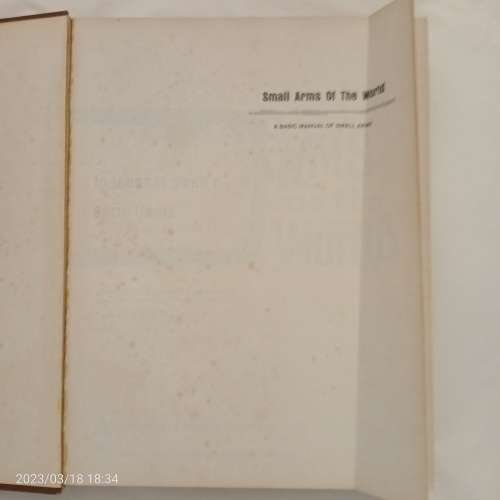 Small Arms Of The World
A BASIC MANUAL OF SMALL ARMS
2023/03/18 18:34